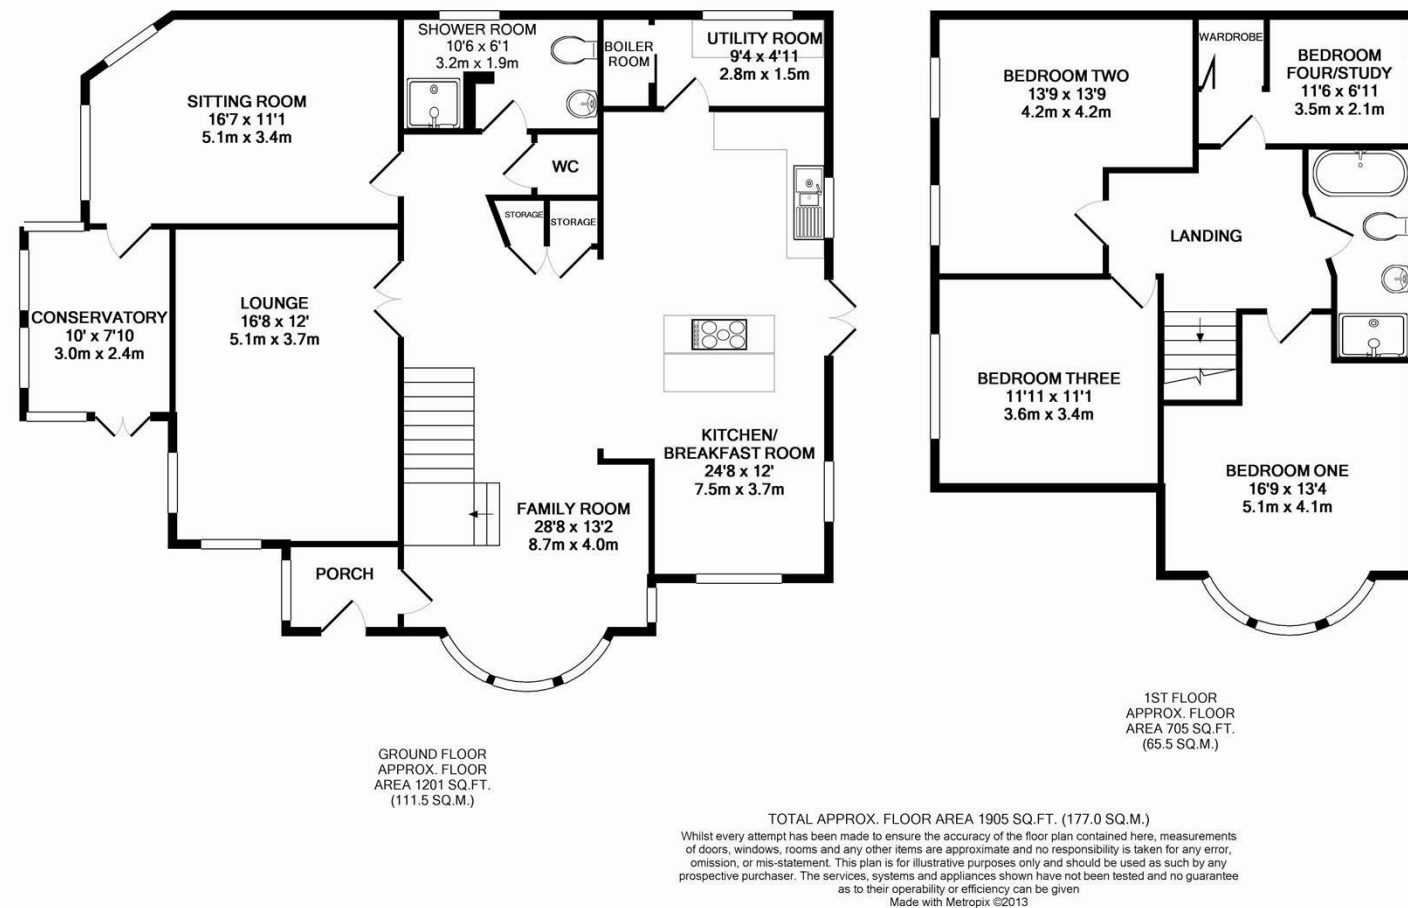 SITTING ROOM
16'7 x 11'1
5.1m x 3.4m
SHOWER ROOM
10'6 x 6'1
3.2m x 1.9m
BOILER
ROOM
UTILITY ROOM
9'4 x 4'11
2.8m x 1.5m
WC
STORAGE
STORAGE
CONSERVATORY
10' x 7'10
3.0m x 2.4m
LOUNGE
16'8 x 12'
5.1m x 3.7m
KITCHEN/
BREAKFAST ROOM
24'8 x 12'
7.5m x 3.7m
FAMILY ROOM
28'8 x 13'2
8.7m x 4.0m
PORCH
GROUND FLOOR
APPROX. FLOOR
AREA 1201 SQ.FT.
(111.5 SQ.M.)
BEDROOM TWO
13'9 x 13'9
4.2m x 4.2m
WARDROBE
BEDROOM
FOUR/STUDY
11'6 x 6'11
3.5m x 2.1m
LANDING
BEDROOM THREE
11'11 x 11'1
3.6m x 3.4m
BEDROOM ONE
16'9 x 13'4
5.1m x 4.1m
1ST FLOOR
APPROX. FLOOR
AREA 705 SQ.FT.
(65.5 SQ.M.)
TOTAL APPROX. FLOOR AREA 1905 SQ.FT. (177.0 SQ.M.)
Whilst every attempt has been made to ensure the accuracy of the floor plan contained here, measurements
of doors, windows, rooms and any other items are approximate and no responsibility is taken for any error,
omission, or mis-statement. This plan is for illustrative purposes only and should be used as such by any
prospective purchaser. The services, systems and appliances shown have not been tested and no guarantee
as to their operability or efficiency can be given
Made with Metropix ©2013